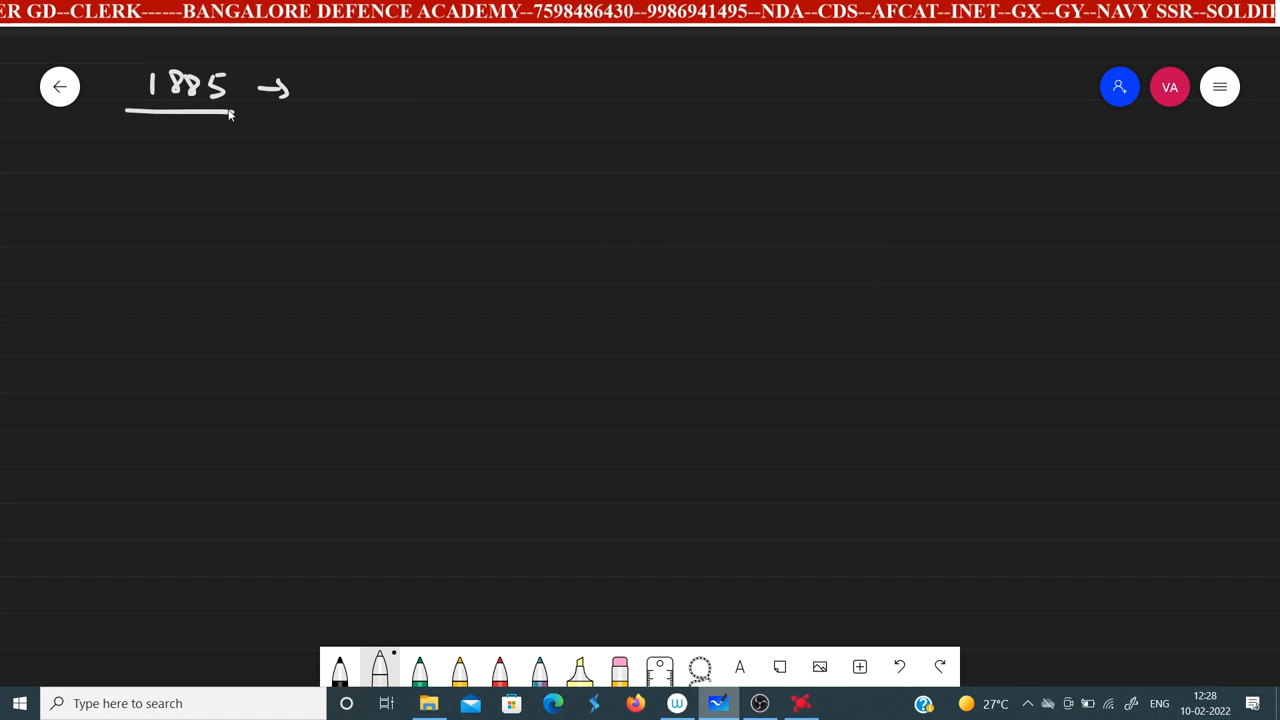 ER GD--CLERK------BANGALORE DEFENCE ACADEMY--7598486430--9986941495--NDA--CDS--AFCAT--INET--GX--GY--NAVY SSR--SOLDI
1885 →
VA
A
Type here to search
27°C
ENG
12:28
10-02-2022